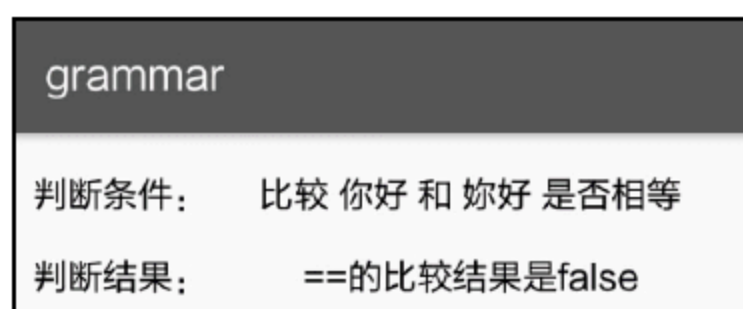 grammar
判断条件： 比较 你好 和 妳好 是否相等
判断结果： ==的比较结果是false